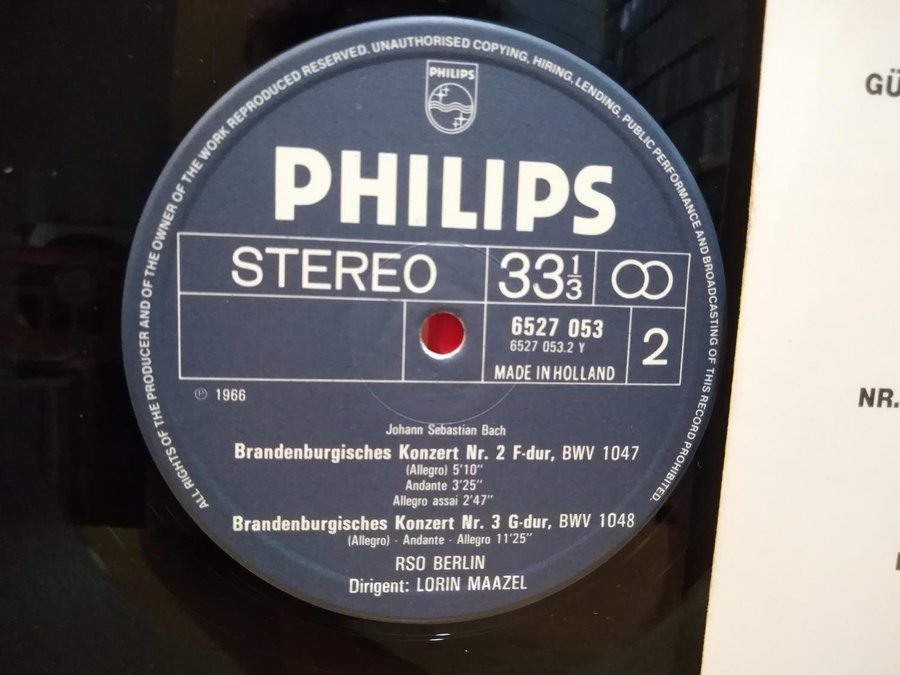 ALL RIGHTS OF THE PRODUCER AND OF THE OWNER OF THE WORK REPRODUCED RESERVED. UNAUTHORISED COPYING, HIRING, LENDING, PUBLIC PERFORMANCE AND BROADCASTING OF THIS RECORD PROHIBITED.
PHILIPS
PHILIPS
STEREO 33 1/3
6527 053
6527 053.2 Y
2
MADE IN HOLLAND
℗ 1966
Johann Sebastian Bach
Brandenburgisches Konzert Nr. 2 F-dur, BWV 1047
(Allegro) 5'10"
Andante 3'25"
Allegro assai 2'47"
Brandenburgisches Konzert Nr. 3 G-dur, BWV 1048
(Allegro) - Andante - Allegro 11'25"
RSO BERLIN
Dirigent: LORIN MAAZEL
GÜ
NR.